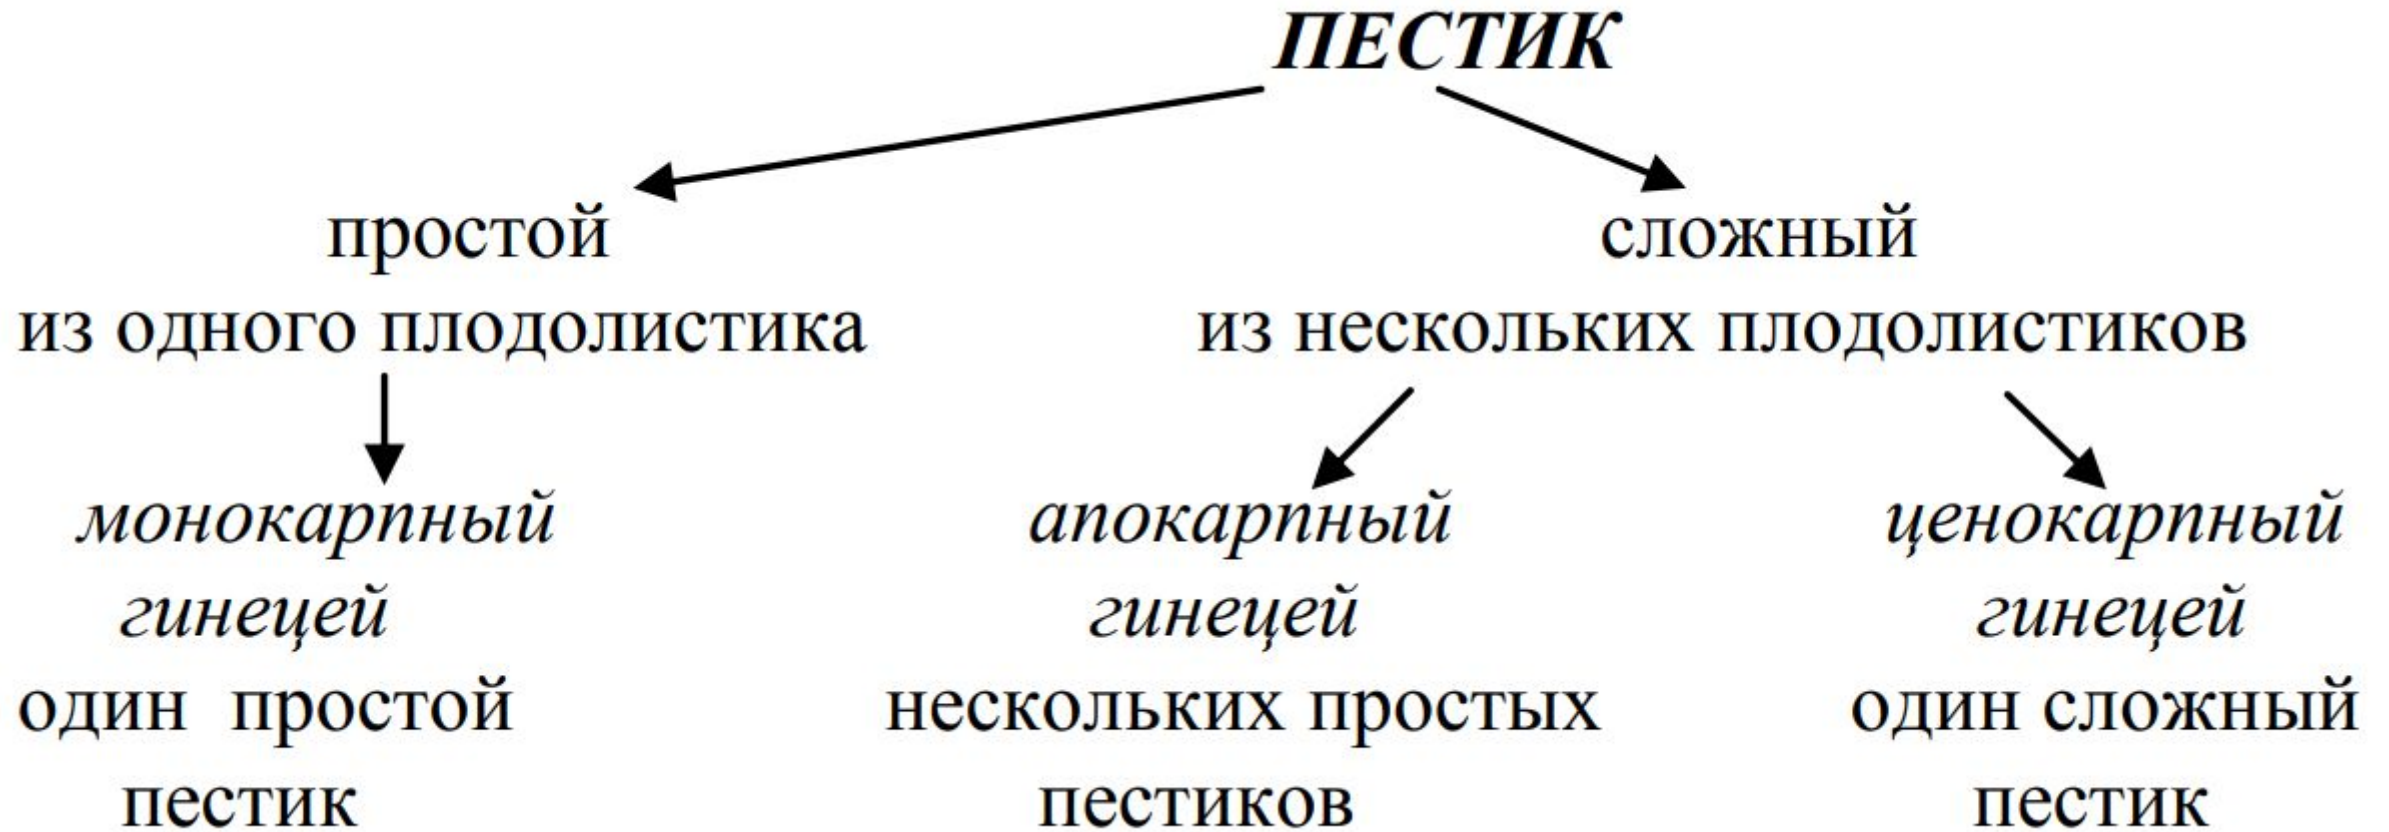 ПЕСТИК
простой
из одного плодолистика
сложный
из нескольких плодолистиков
монокарпный
гинецей
один простой
пестик
апокарпный
гинецей
нескольких простых
пестиков
ценокарпный
гинецей
один сложный
пестик